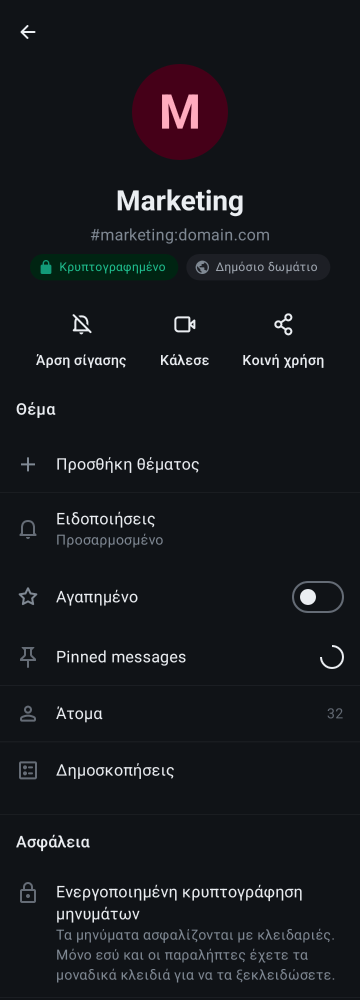 M
Marketing
#marketing:domain.com
Κρυπτογραφημένο
Δημόσιο δωμάτιο
Άρση σίγασης
Κάλεσε
Κοινή χρήση
Θέμα
Προσθήκη θέματος
Ειδοποιήσεις
Προσαρμοσμένο
Αγαπημένο
Pinned messages
Άτομα 32
Δημοσκοπήσεις
Ασφάλεια
Ενεργοποιημένη κρυπτογράφηση
μηνυμάτων
Τα μηνύματα ασφαλίζονται με κλειδαριές.
Μόνο εσύ και οι παραλήπτες έχετε τα
μοναδικά κλειδιά για να τα ξεκλειδώσετε.